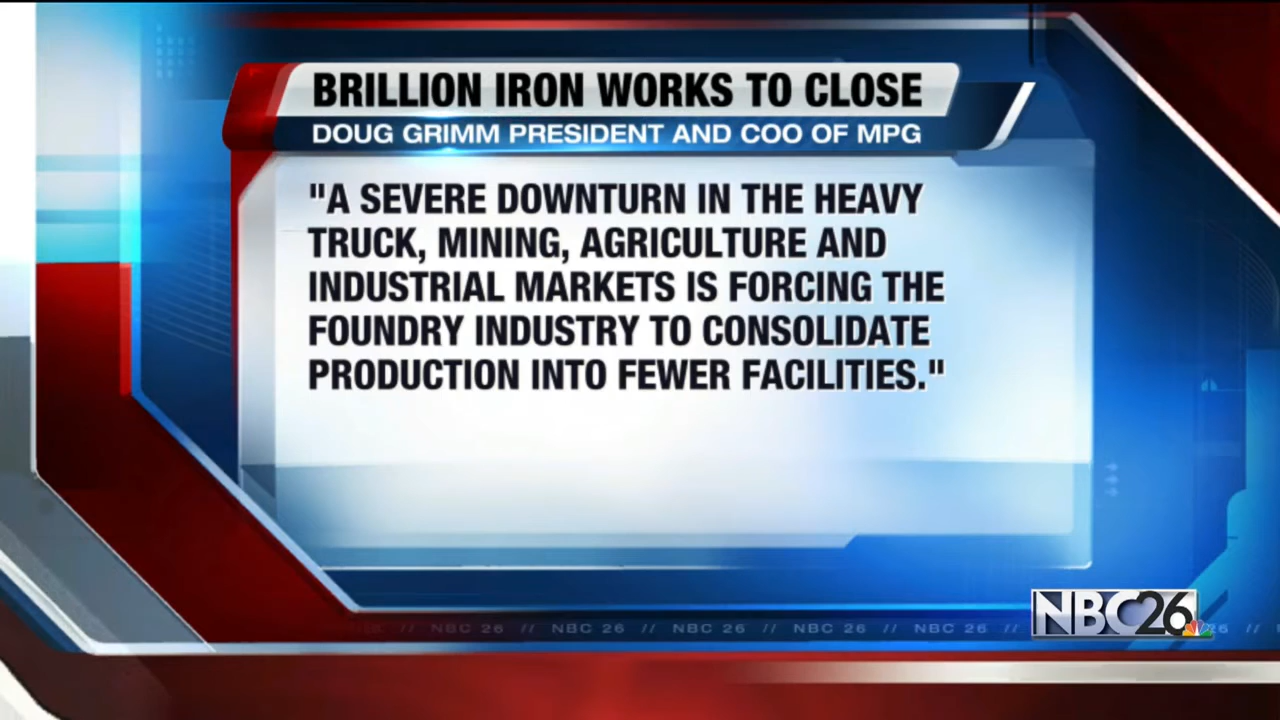 BRILLION IRON WORKS TO CLOSE
DOUG GRIMM PRESIDENT AND COO OF MPG
"A SEVERE DOWNTURN IN THE HEAVY
TRUCK, MINING, AGRICULTURE AND
INDUSTRIAL MARKETS IS FORCING THE
FOUNDRY INDUSTRY TO CONSOLIDATE
PRODUCTION INTO FEWER FACILITIES."
NBC26
// NBC 26 // NBC 26 // NBC 26 // NBC 26 // NBC 26 //